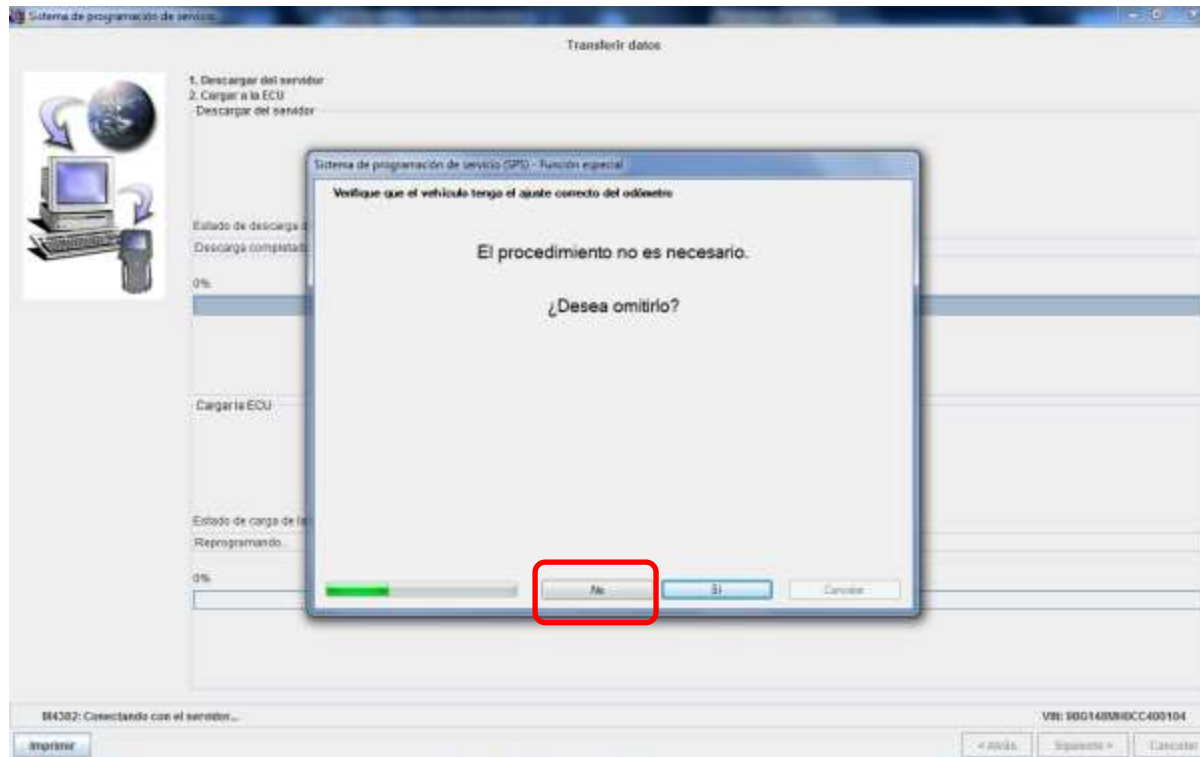 Sistema de programación de servicio
Transferir datos
1. Descargar del servidor
2. Cargar a la ECU
Descargar del servidor
Sistema de programación de servicio (SPS) - Función especial
Verifique que el vehículo tenga el ajuste correcto del odómetro
Estado de descarga
El procedimiento no es necesario.
Descarga completada
0%
¿Desea omitirlo?
Cargar la ECU
Estado de carga de la
Reprogramando...
0%
No
Sí
Cancelar
Conectando con el servidor...
VIN:
Imprimir
< Atrás
Siguiente >
Cancelar